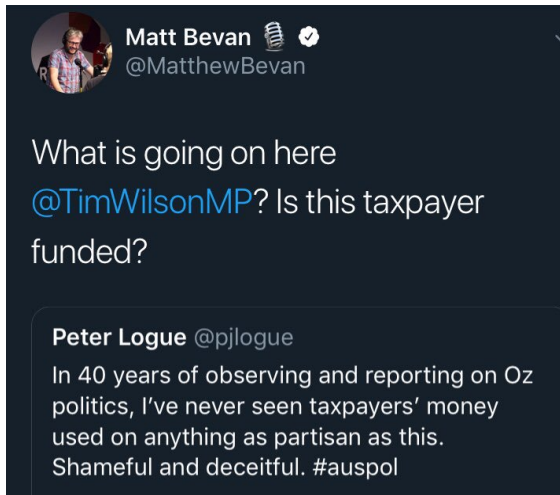 Matt Bevan 🎙️
@MatthewBevan
What is going on here
@TimWilsonMP? Is this taxpayer
funded?
Peter Logue @pjlogue
In 40 years of observing and reporting on Oz
politics, I've never seen taxpayers' money
used on anything as partisan as this.
Shameful and deceitful. #auspol